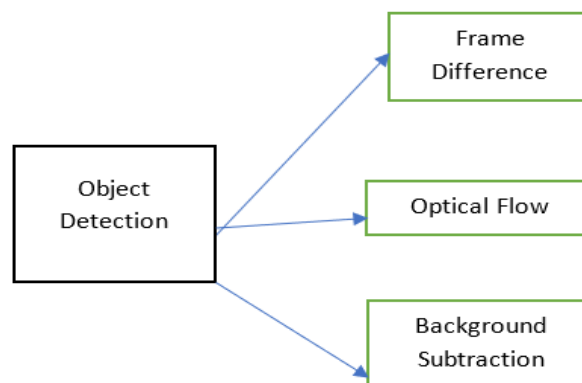 Frame
Difference
Object
Detection
Optical Flow
Background
Subtraction